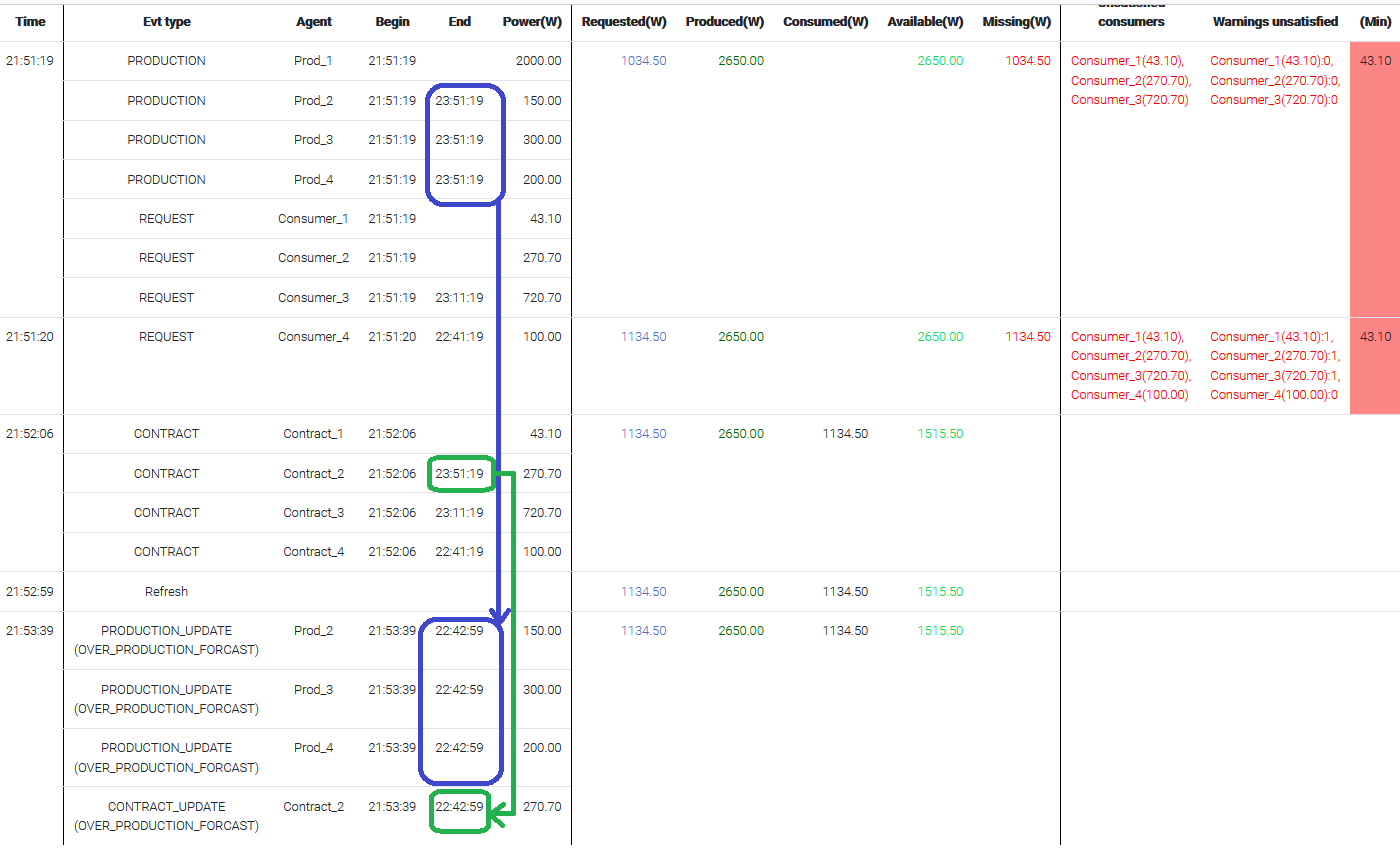 Unsatisfied
Time Evt type Agent Begin End Power(W) Requested(W) Produced(W) Consumed(W) Available(W) Missing(W) consumers Warnings unsatisfied (Min)
21:51:19 PRODUCTION Prod_1 21:51:19 2000.00 1034.50 2650.00 2650.00 1034.50 Consumer_1(43.10), Consumer_1(43.10):0, 43.10
Consumer_2(270.70), Consumer_2(270.70):0,
PRODUCTION Prod_2 21:51:19 23:51:19 150.00 Consumer_3(720.70) Consumer_3(720.70):0
PRODUCTION Prod_3 21:51:19 23:51:19 300.00
PRODUCTION Prod_4 21:51:19 23:51:19 200.00
REQUEST Consumer_1 21:51:19 43.10
REQUEST Consumer_2 21:51:19 270.70
REQUEST Consumer_3 21:51:19 23:11:19 720.70
21:51:20 REQUEST Consumer_4 21:51:20 22:41:19 100.00 1134.50 2650.00 2650.00 1134.50 Consumer_1(43.10), Consumer_1(43.10):1, 43.10
Consumer_2(270.70), Consumer_2(270.70):1,
Consumer_3(720.70), Consumer_3(720.70):1,
Consumer_4(100.00) Consumer_4(100.00):0
21:52:06 CONTRACT Contract_1 21:52:06 43.10 1134.50 2650.00 1134.50 1515.50
CONTRACT Contract_2 21:52:06 23:51:19 270.70
CONTRACT Contract_3 21:52:06 23:11:19 720.70
CONTRACT Contract_4 21:52:06 22:41:19 100.00
21:52:59 Refresh 1134.50 2650.00 1134.50 1515.50
21:53:39 PRODUCTION_UPDATE Prod_2 21:53:39 22:42:59 150.00 1134.50 2650.00 1134.50 1515.50
(OVER_PRODUCTION_FORCAST)
PRODUCTION_UPDATE Prod_3 21:53:39 22:42:59 300.00
(OVER_PRODUCTION_FORCAST)
PRODUCTION_UPDATE Prod_4 21:53:39 22:42:59 200.00
(OVER_PRODUCTION_FORCAST)
CONTRACT_UPDATE Contract_2 21:53:39 22:42:59 270.70
(OVER_PRODUCTION_FORCAST)